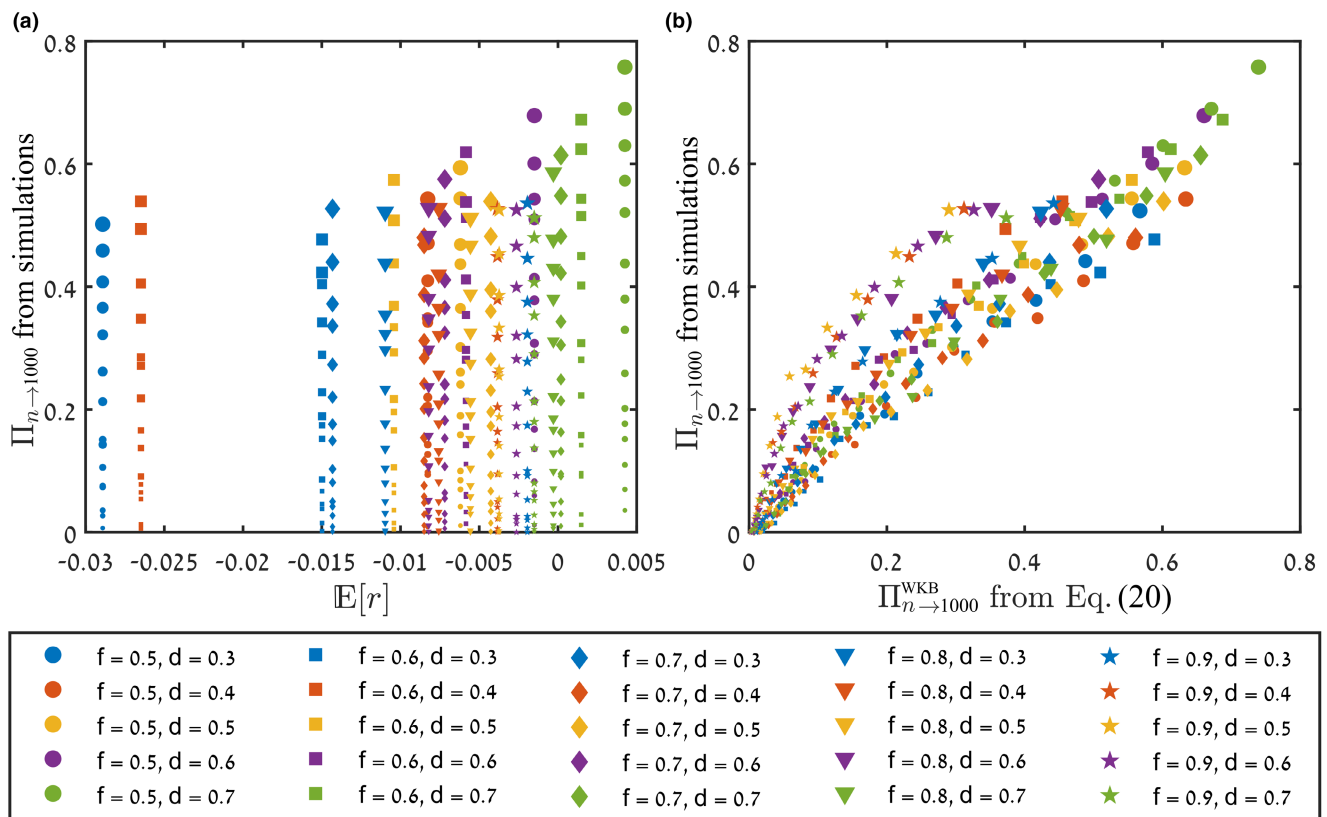 (a)
(b)
0.8
0.6
0.4
0.2
0
Πn→1000 from simulations
-0.03 -0.025 -0.02 -0.015 -0.01 -0.005 0 0.005
𝔼[r]
0.8
0.6
0.4
0.2
0
Πn→1000 from simulations
0 0.2 0.4 0.6 0.8
Π^WKB n→1000 from Eq. (20)
f = 0.5, d = 0.3 f = 0.6, d = 0.3 f = 0.7, d = 0.3 f = 0.8, d = 0.3 f = 0.9, d = 0.3
f = 0.5, d = 0.4 f = 0.6, d = 0.4 f = 0.7, d = 0.4 f = 0.8, d = 0.4 f = 0.9, d = 0.4
f = 0.5, d = 0.5 f = 0.6, d = 0.5 f = 0.7, d = 0.5 f = 0.8, d = 0.5 f = 0.9, d = 0.5
f = 0.5, d = 0.6 f = 0.6, d = 0.6 f = 0.7, d = 0.6 f = 0.8, d = 0.6 f = 0.9, d = 0.6
f = 0.5, d = 0.7 f = 0.6, d = 0.7 f = 0.7, d = 0.7 f = 0.8, d = 0.7 f = 0.9, d = 0.7